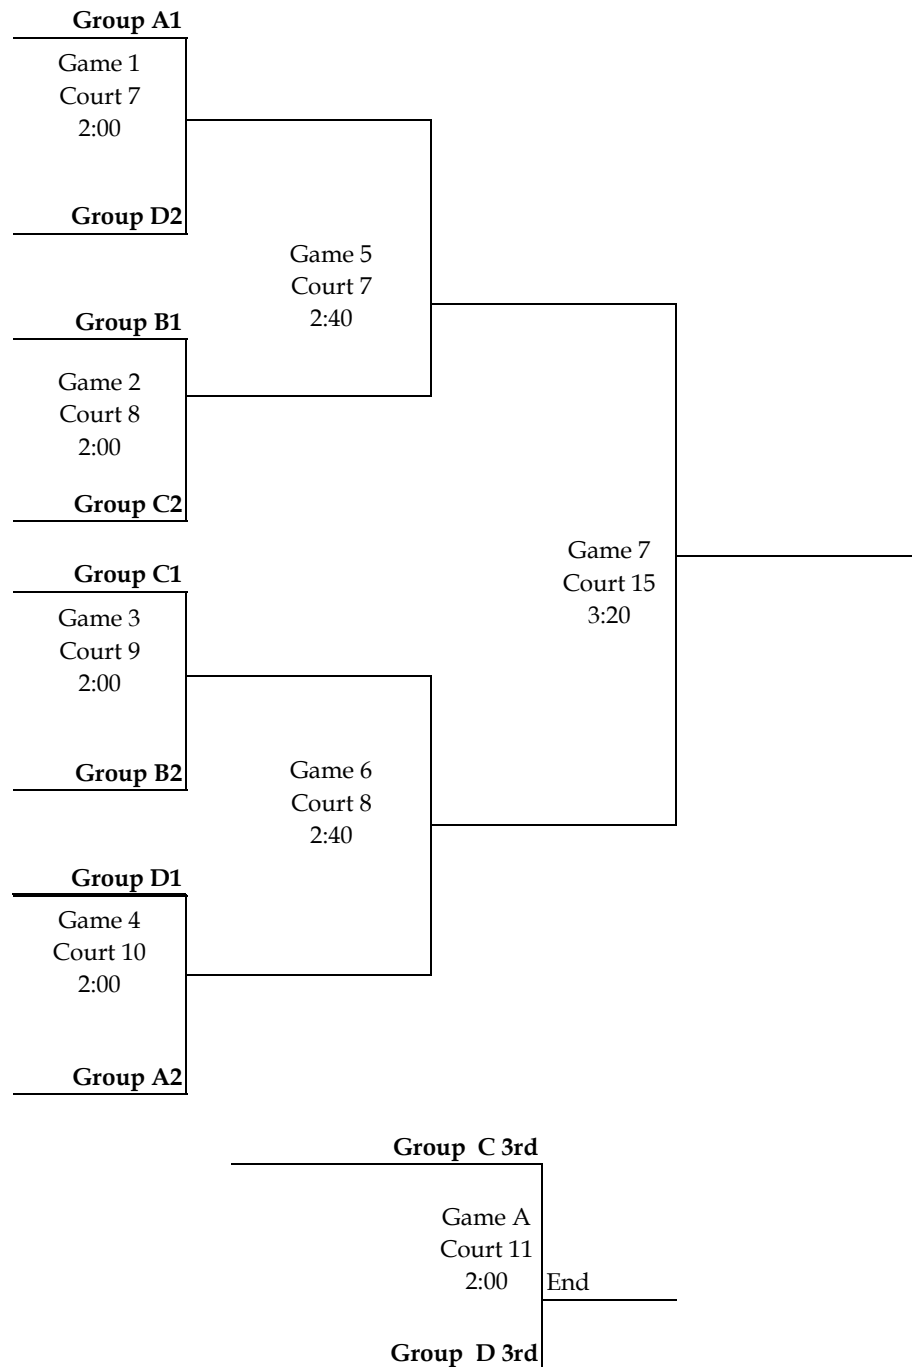 Group A1
Game 1
Court 7
2:00
Group D2
Game 5
Court 7
2:40
Group B1
Game 2
Court 8
2:00
Group C2
Group C1
Game 3
Court 9
2:00
Group B2
Game 7
Court 15
3:20
Game 6
Court 8
2:40
Group D1
Game 4
Court 10
2:00
Group A2
Group C 3rd
Game A
Court 11
2:00 End
Group D 3rd